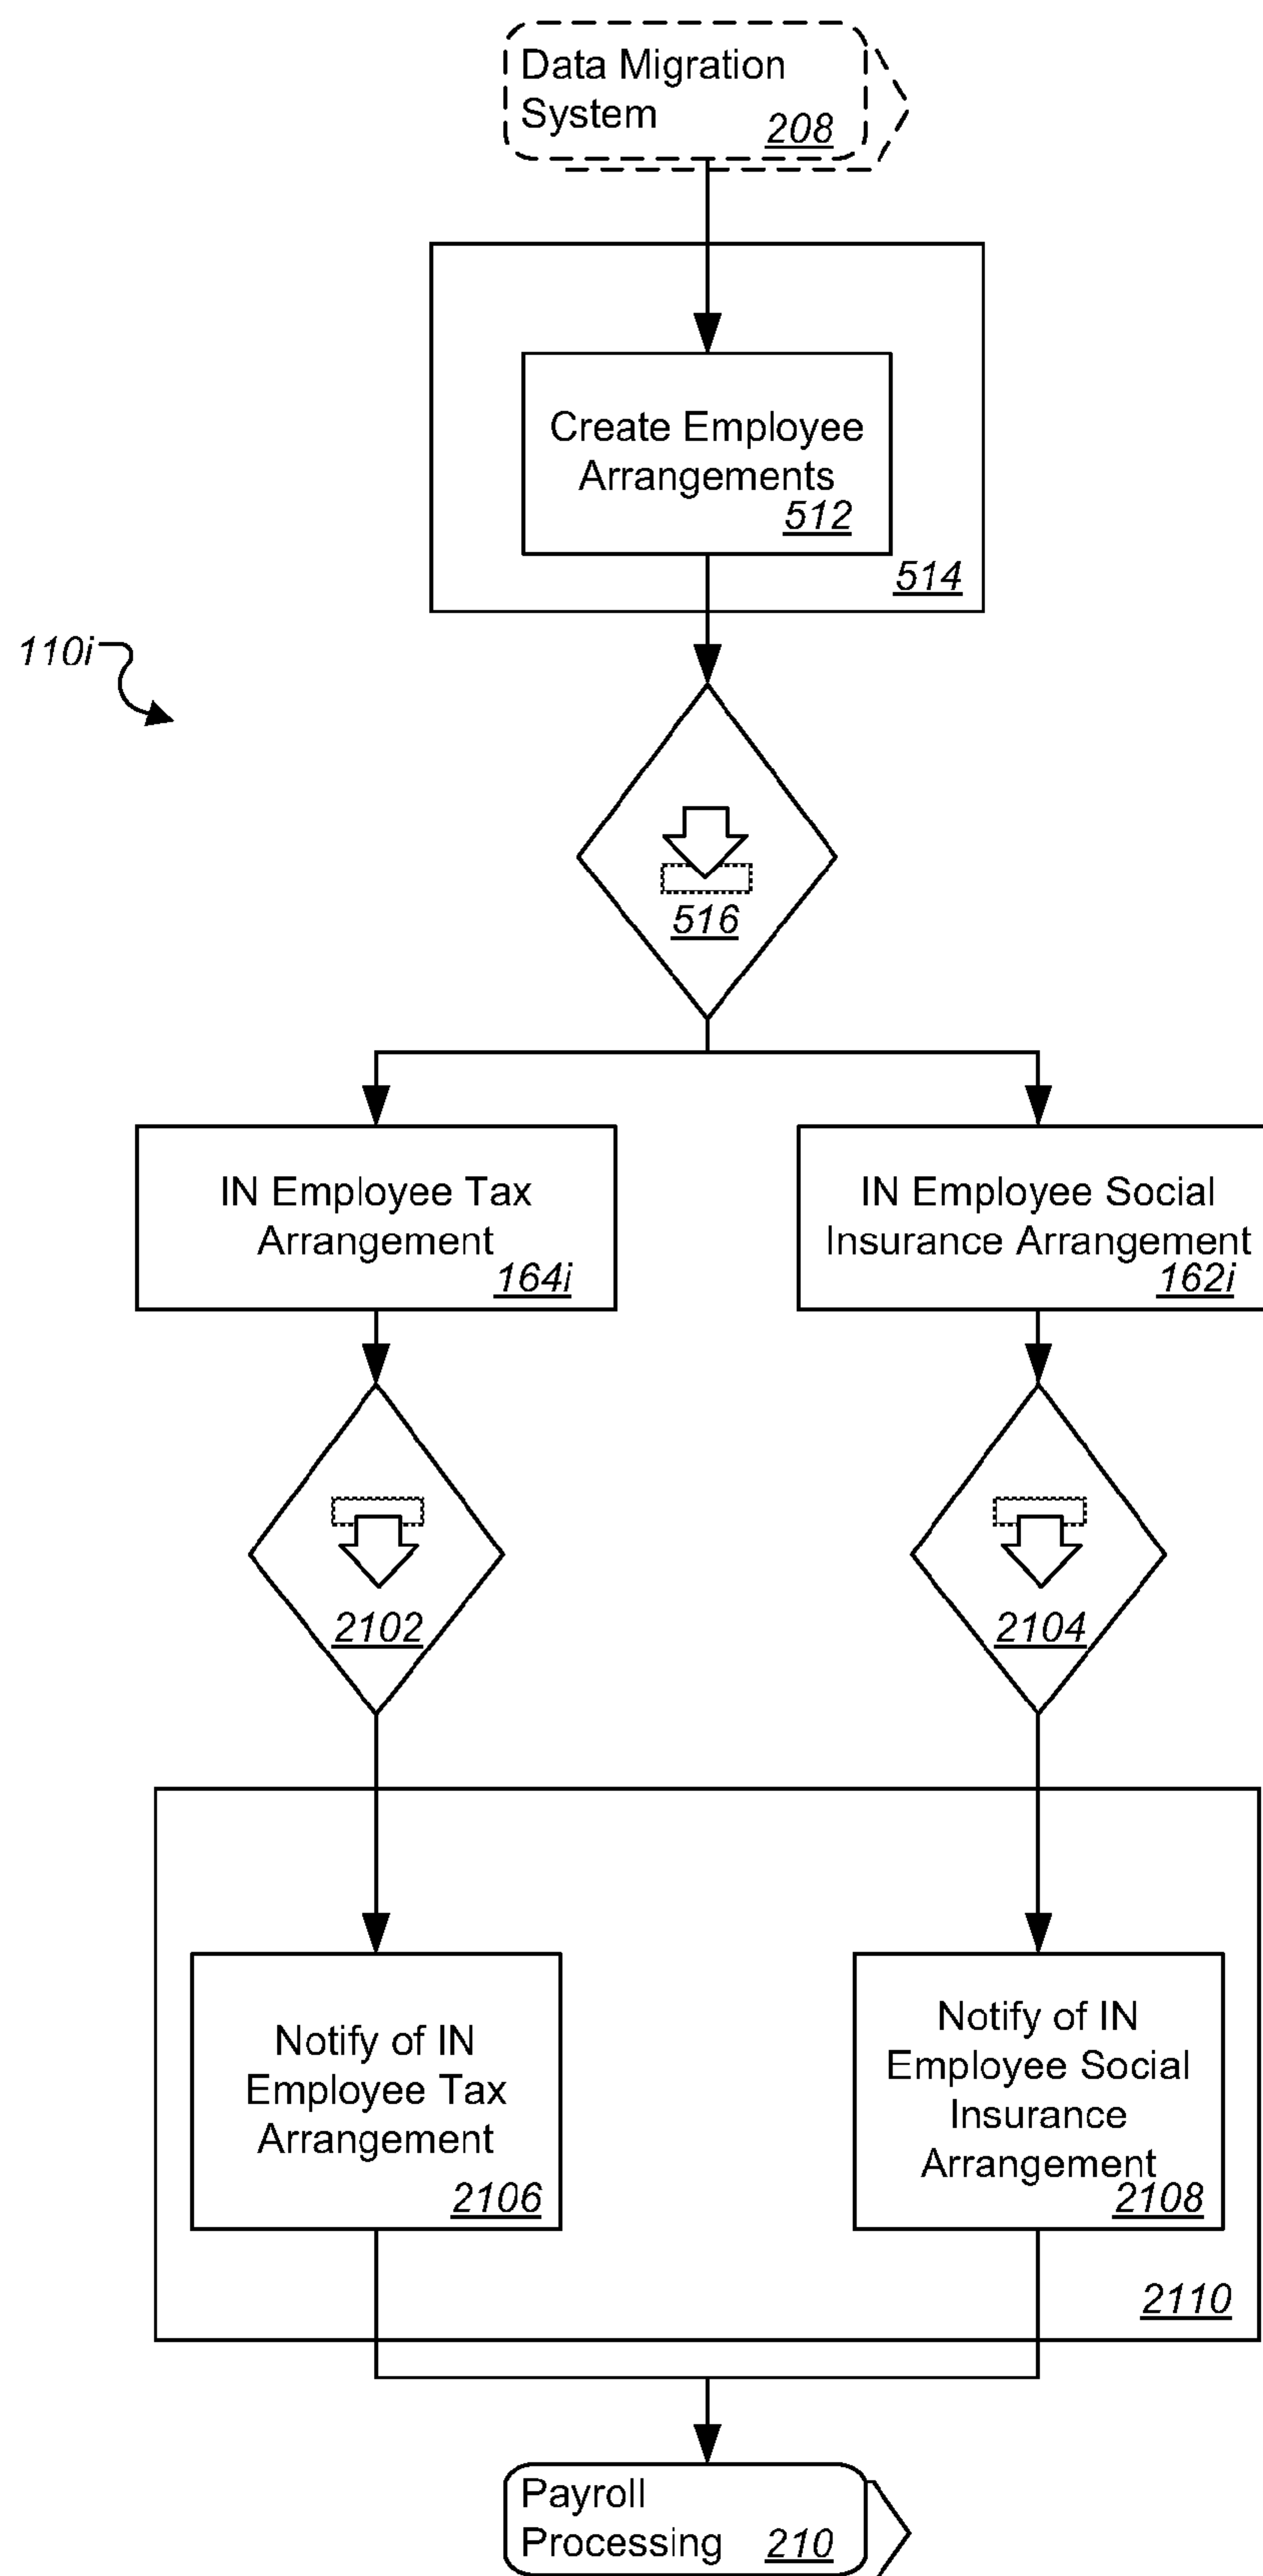 Data Migration
System 208
Create Employee
Arrangements
512
514
110i
516
IN Employee Tax
Arrangement
164i
IN Employee Social
Insurance Arrangement
162i
2102
2104
Notify of IN
Employee Tax
Arrangement
2106
Notify of IN
Employee Social
Insurance
Arrangement
2108
2110
Payroll
Processing 210